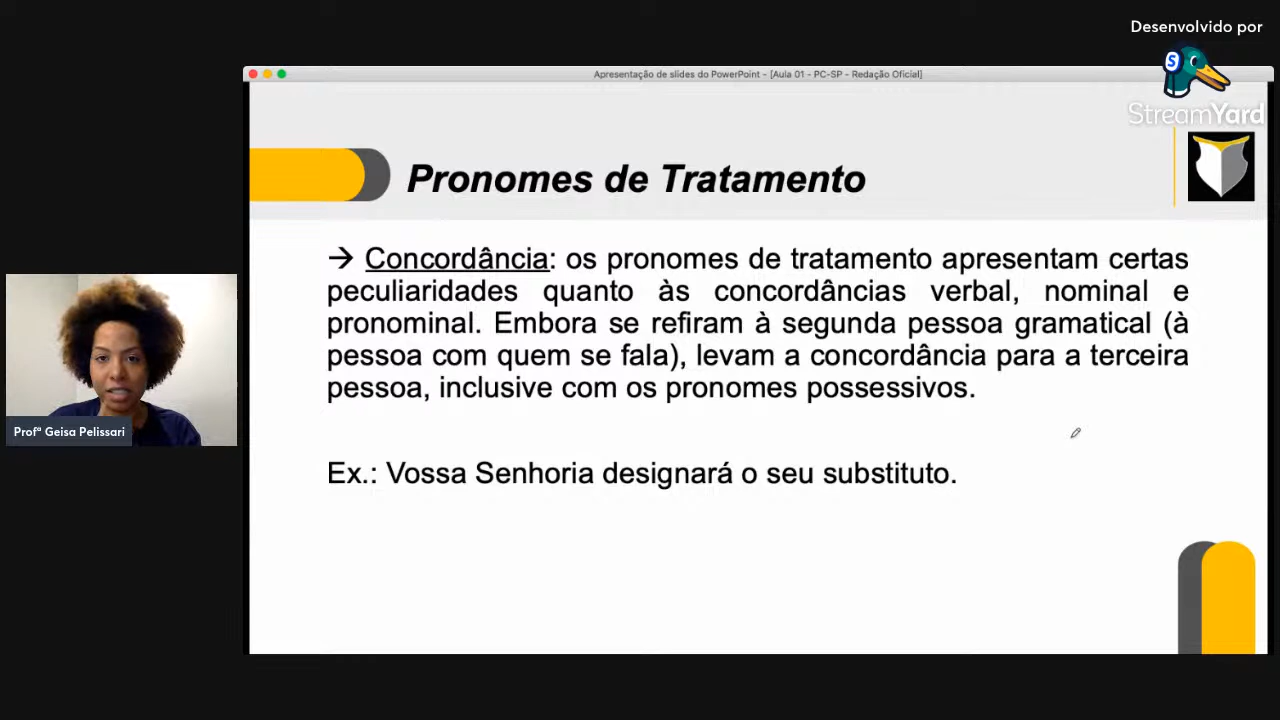 Desenvolvido por
S
StreamYard
Apresentação de slides do PowerPoint - [Aula 01 - PC-SP - Redação Oficial]
Pronomes de Tratamento
→ Concordância: os pronomes de tratamento apresentam certas
peculiaridades quanto às concordâncias verbal, nominal e
pronominal. Embora se refiram à segunda pessoa gramatical (à
pessoa com quem se fala), levam a concordância para a terceira
pessoa, inclusive com os pronomes possessivos.
Ex.: Vossa Senhoria designará o seu substituto.
Profª Geisa Pelissari